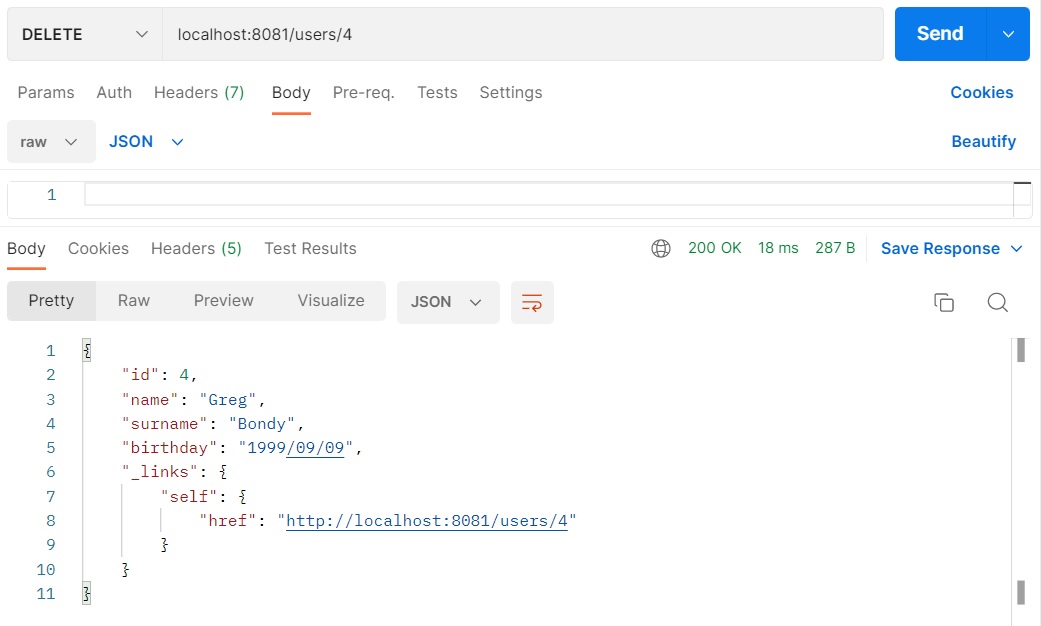 DELETE localhost:8081/users/4 Send
Params Auth Headers (7) Body Pre-req. Tests Settings Cookies
raw JSON Beautify
1
Body Cookies Headers (5) Test Results 200 OK 18 ms 287 B Save Response
Pretty Raw Preview Visualize JSON
1 {
2 "id": 4,
3 "name": "Greg",
4 "surname": "Bondy",
5 "birthday": "1999/09/09",
6 "_links": {
7 "self": {
8 "href": "http://localhost:8081/users/4"
9 }
10 }
11 }